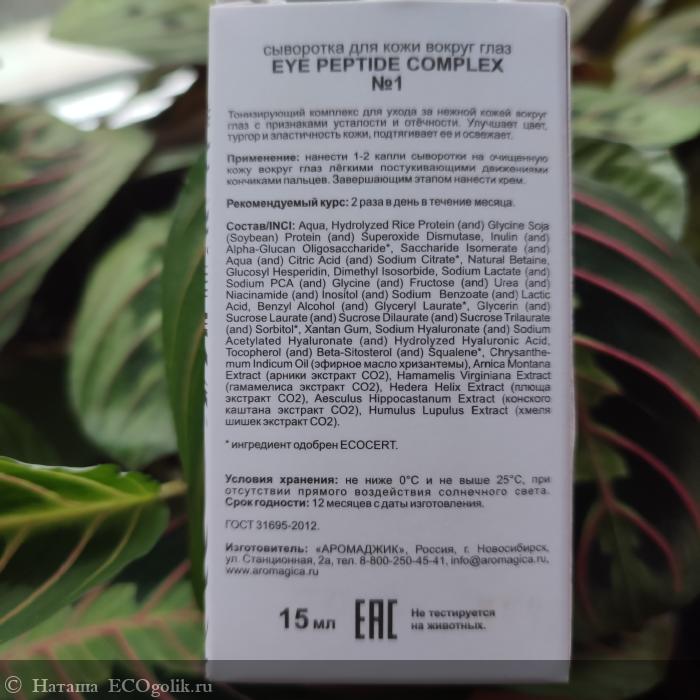 сыворотка для кожи вокруг глаз
EYE PEPTIDE COMPLEX
№1
Тонизирующий комплекс для ухода за нежной кожей вокруг
глаз с признаками усталости и отёчности. Улучшает цвет,
тургор и эластичность кожи, подтягивает ее и освежает.
Применение: нанести 1-2 капли сыворотки на очищенную
кожу вокруг глаз лёгкими постукивающими движениями
кончиками пальцев. Завершающим этапом нанести крем.
Рекомендуемый курс: 2 раза в день в течение месяца.
Состав/INCI: Aqua, Hydrolyzed Rice Protein (and) Glycine Soja
(Soybean) Protein (and) Superoxide Dismutase, Inulin (and)
Alpha-Glucan Oligosaccharide*, Saccharide Isomerate (and)
Aqua (and) Citric Acid (and) Sodium Citrate*, Natural Betaine,
Glucosyl Hesperidin, Dimethyl Isosorbide, Sodium Lactate (and)
Sodium PCA (and) Glycine (and) Fructose (and) Urea (and)
Niacinamide (and) Inositol (and) Sodium Benzoate (and) Lactic
Acid, Benzyl Alcohol (and) Glyceryl Laurate*, Glycerin (and)
Sucrose Laurate (and) Sucrose Dilaurate (and) Sucrose Trilaurate
(and) Sorbitol*, Xantan Gum, Sodium Hyaluronate (and) Sodium
Acetylated Hyaluronate (and) Hydrolyzed Hyaluronic Acid,
Tocopherol (and) Beta-Sitosterol (and) Squalene*, Chrysanthe-
mum Indicum Oil (эфирное масло хризантемы), Arnica Montana
Extract (арники экстракт СО2), Hamamelis Virginiana Extract
(гамамелиса экстракт СО2), Hedera Helix Extract (плюща
экстракт СО2), Aesculus Hippocastanum Extract (конского
каштана экстракт СО2), Humulus Lupulus Extract (хмеля
шишек экстракт СО2).
* ингредиент одобрен ECOCERT.
Условия хранения: не ниже 0°С и не выше 25°С, при
отсутствии прямого воздействия солнечного света.
Срок годности: 12 месяцев с даты изготовления.
ГОСТ 31695-2012.
Изготовитель: «АРОМАДЖИК», Россия, г. Новосибирск,
ул. Станционная, 2а, тел. 8-800-250-45-41, info@aromagica.ru,
www.aromagica.ru
15 мл EAC Не тестируется
на животных.
© Наташа ECOgolik.ru